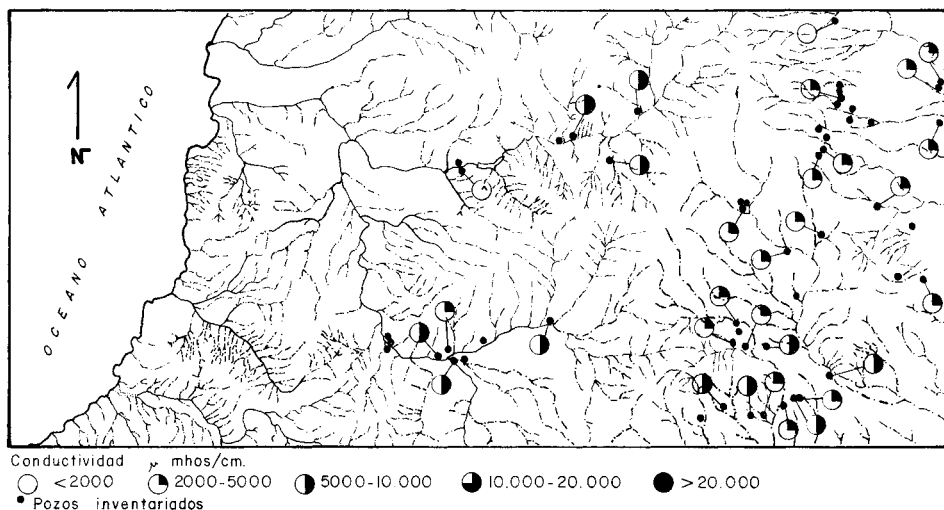 OCEANO ATLANTICO
N
Conductividad μ mhos/cm.
<2000 2000-5000 5000-10.000 10.000-20.000 >20.000
Pozos inventariados